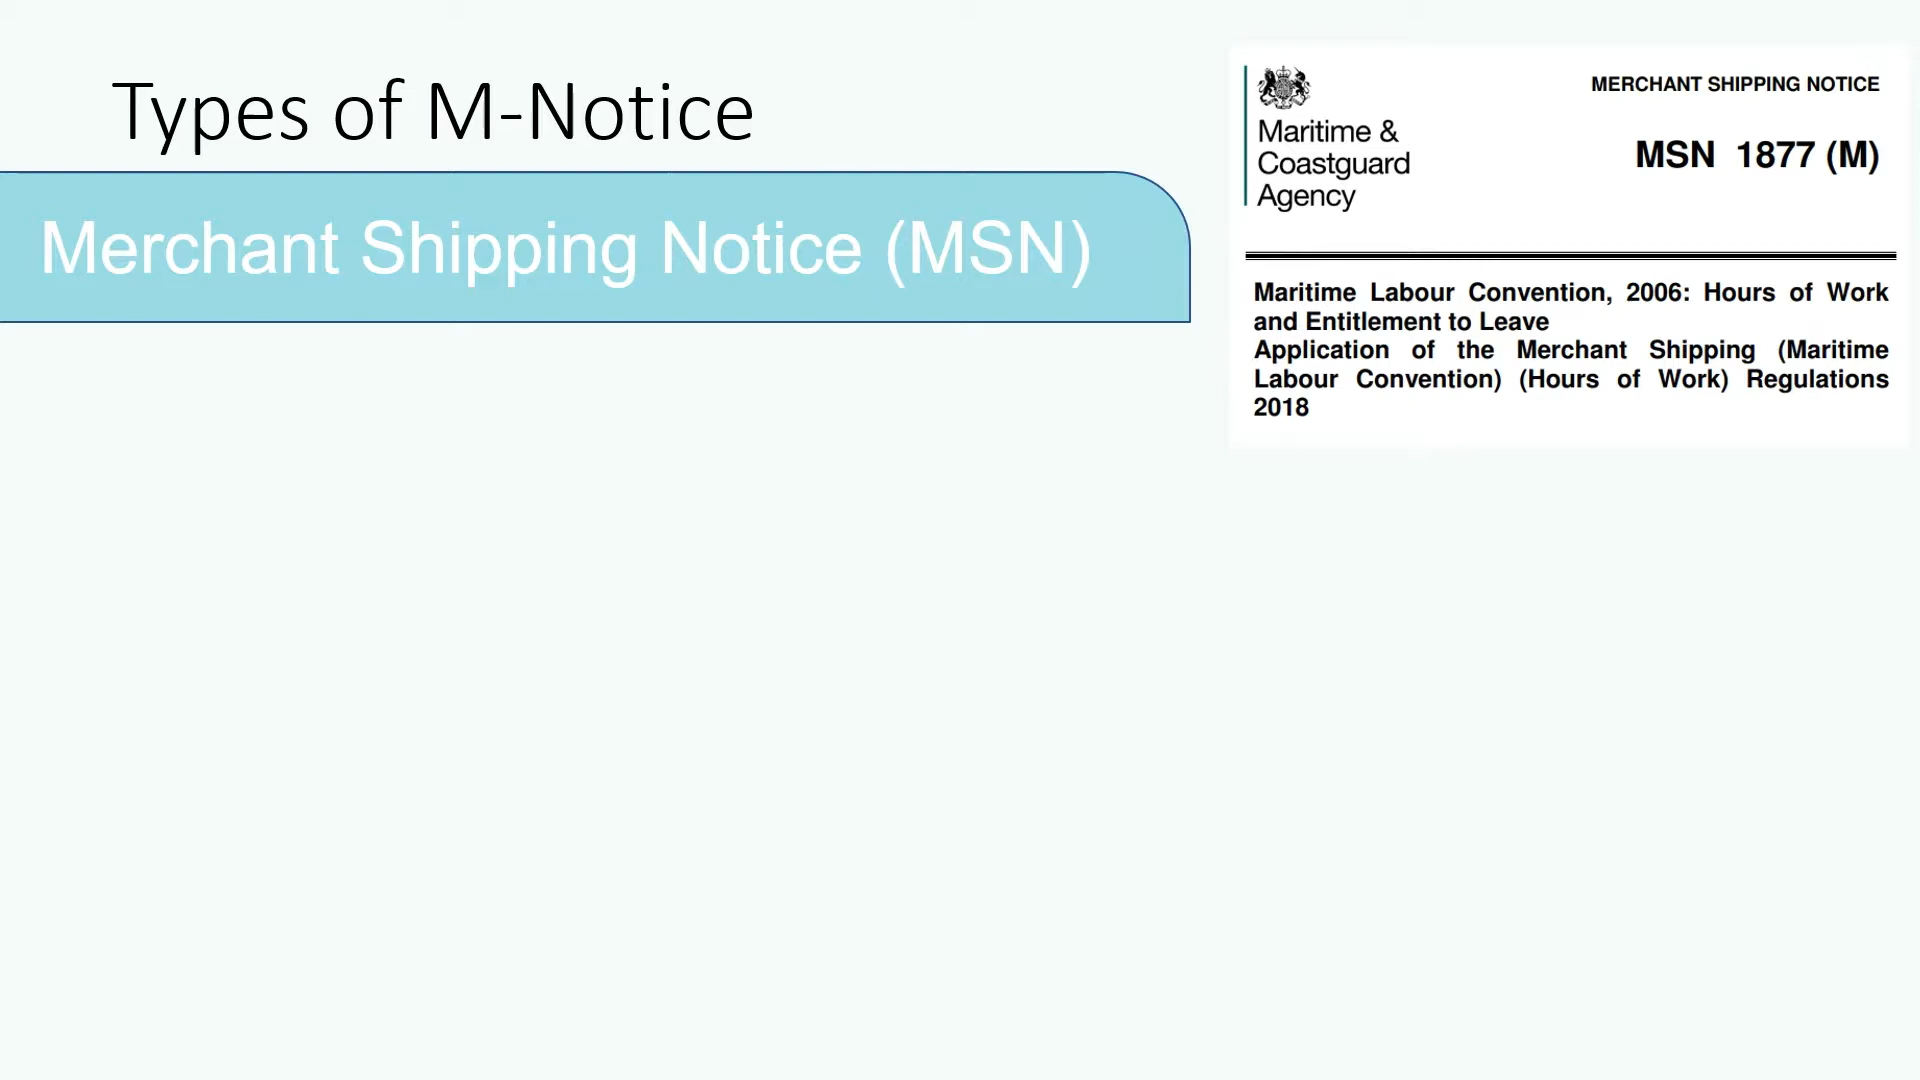 Types of M-Notice
Merchant Shipping Notice (MSN)
Maritime &
Coastguard
Agency
MERCHANT SHIPPING NOTICE
MSN 1877 (M)
Maritime Labour Convention, 2006: Hours of Work
and Entitlement to Leave
Application of the Merchant Shipping (Maritime
Labour Convention) (Hours of Work) Regulations
2018